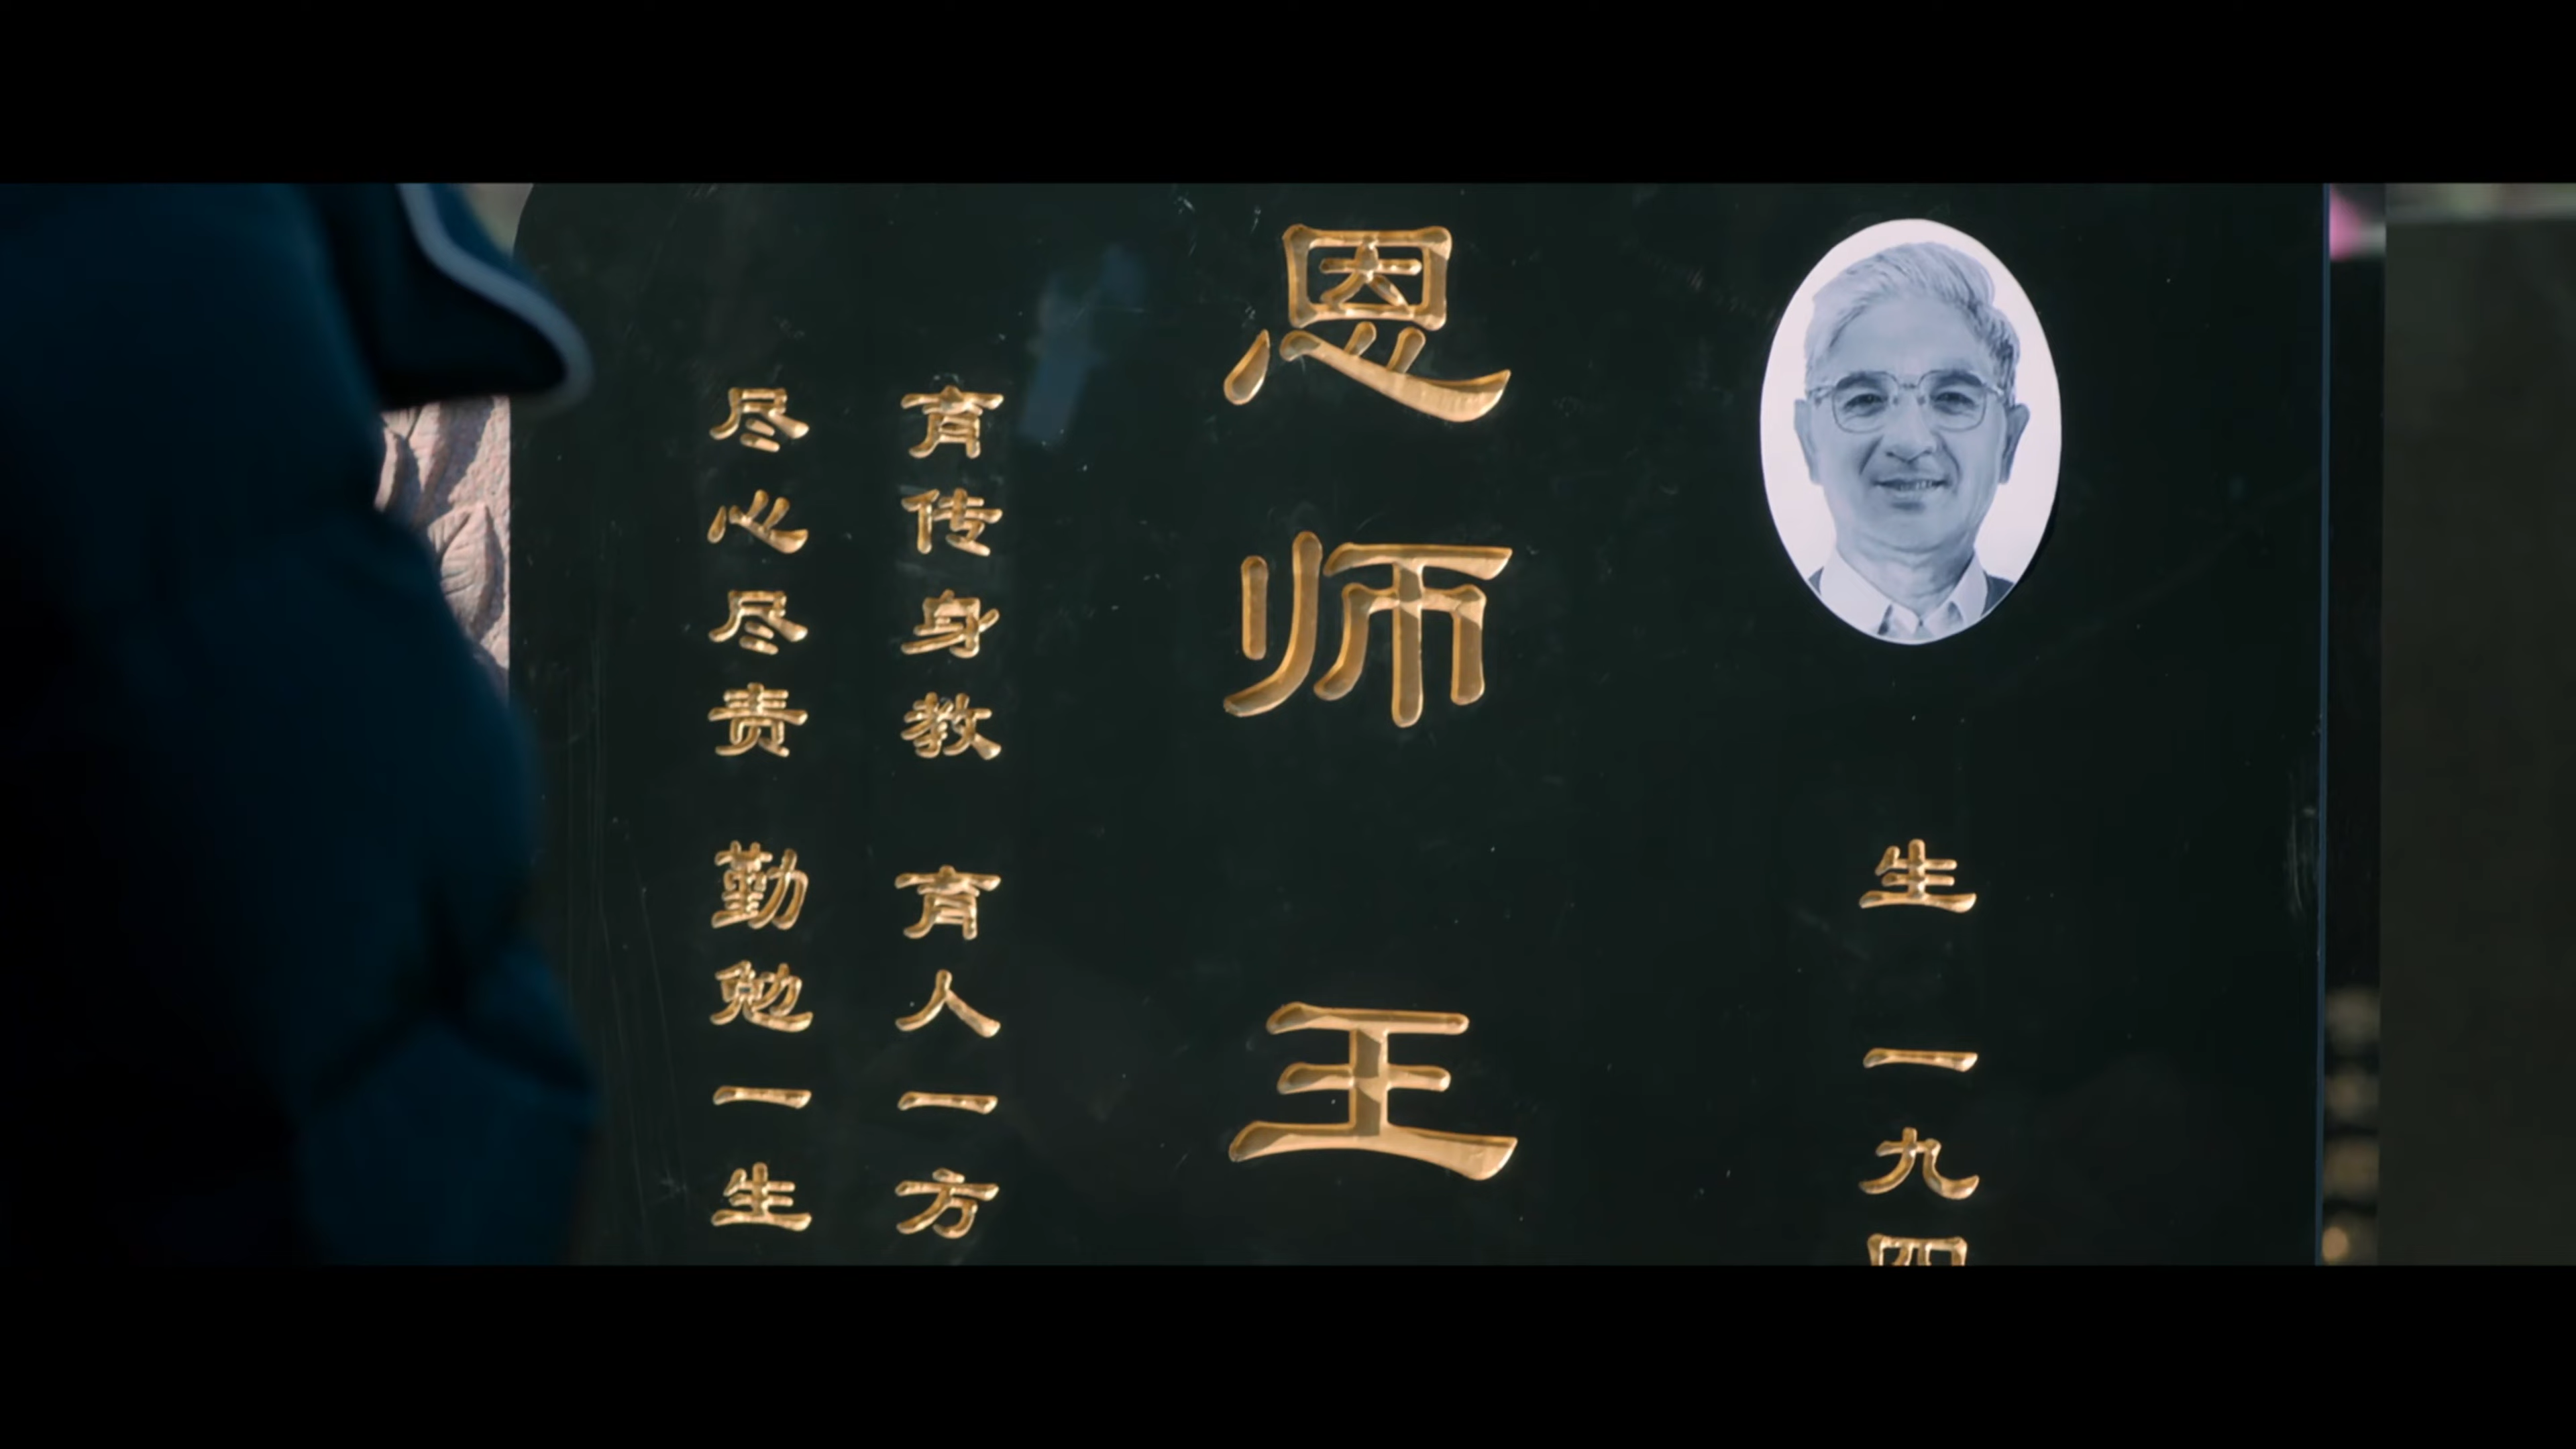 生 一九四
恩师 王
育传身教 育人一方
尽心尽责 勤勉一生